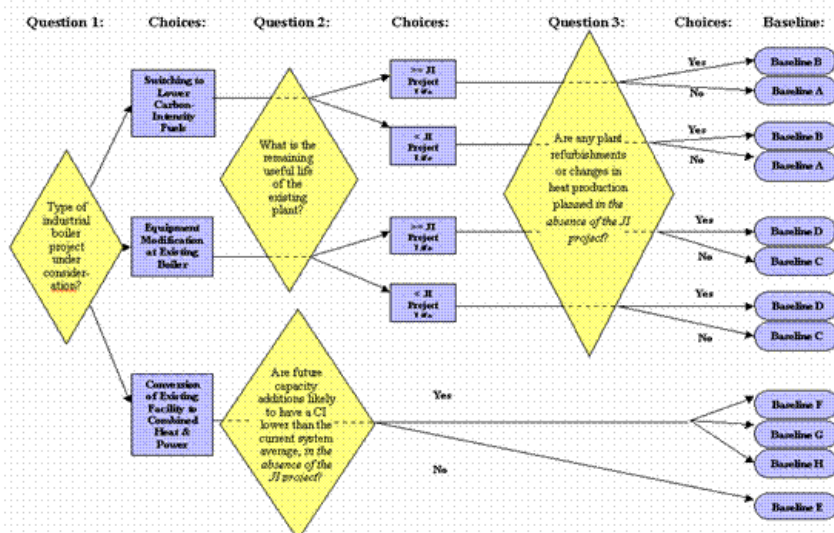 Question 1:
Choices:
Question 2:
Choices:
Question 3:
Choices:
Baseline:
Type of
industrial
boiler
project
under
consider-
ation?
Switching to
Lower
Carbon-
Intensity
Fuels
Equipment
Modification
at Existing
Boiler
Conversion
of Existing
Facility to
Combined
Heat &
Power
What is the
remaining
useful life
of the
existing
plant?
Are future
capacity
additions likely
to have a CI
lower than the
current system
average, in the
absence of the
JI project?
>= JI
Project
Life
< JI
Project
Life
>= JI
Project
Life
< JI
Project
Life
Are any plant
refurbishments
or changes in
heat production
planned in the
absence of the JI
project?
Yes
No
Yes
No
Yes
No
Yes
No
Yes
No
Baseline B
Baseline A
Baseline B
Baseline A
Baseline D
Baseline C
Baseline D
Baseline C
Baseline F
Baseline G
Baseline H
Baseline E